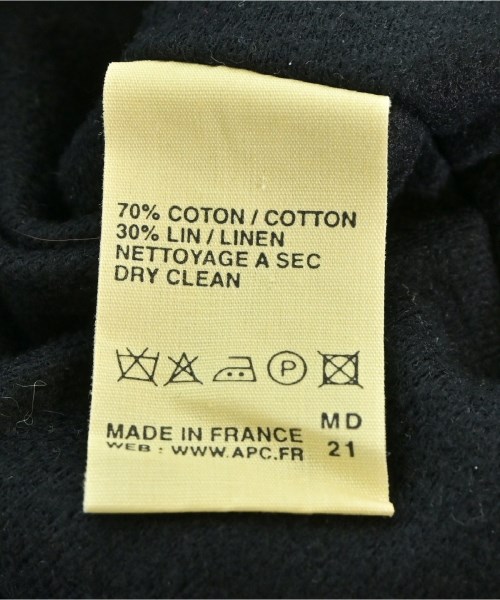 70% COTON / COTTON
30% LIN / LINEN
NETTOYAGE A SEC
DRY CLEAN
P
MADE IN FRANCE MD
WEB : WWW.APC.FR 21